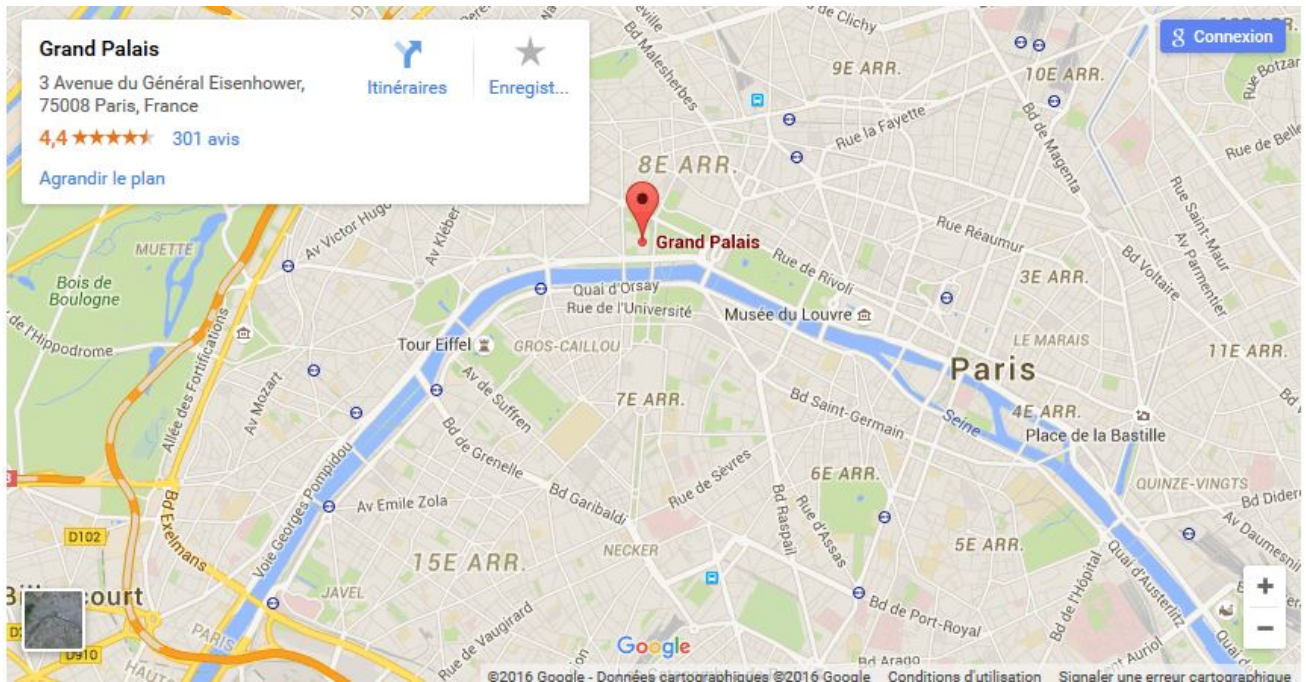 Grand Palais
3 Avenue du Général Eisenhower,
75008 Paris, France
4,4
301 avis
Agrandir le plan
Itinéraires
Enregist...
Connexion
de Clichy
Bd Malesherbes
9E ARR.
10E ARR.
Rue la Fayette
Bd de Magenta
Rue Saint-Maur
Av Parmentier
8E ARR.
Grand Palais
Av Victor Hugo
Av Kléber
MUETTE
Bois de
Boulogne
de l'Hippodrome
Allée des Fortifications
Rue Réaumur
Bd Voltaire
3E ARR.
Rue de Rivoli
Quai d'Orsay
Rue de l'Université
Musée du Louvre
Tour Eiffel
GROS-CAILLOU
LE MARAIS
11E ARR.
Paris
Av Mozart
Av de Suffren
7E ARR.
Bd Saint-Germain
Seine
4E ARR.
Place de la Bastille
Bd de Grenelle
Rue de Sèvres
6E ARR.
QUINZE-VINGTS
Voie Georges Pompidou
Av Emile Zola
Bd Garibaldi
Bd Raspail
Rue d'Assas
Bd Exelmans
D102
NECKER
5E ARR.
15E ARR.
Bd de l'Hôpital
Quai d'Austerlitz
Av Daumesnil
JAVEL
Rue de Vaugirard
Bd de Port-Royal
PARIS
D910
Bd Arago
Google
©2016 Google - Données cartographiques ©2016 Google Conditions d'utilisation Signaler une erreur cartographique